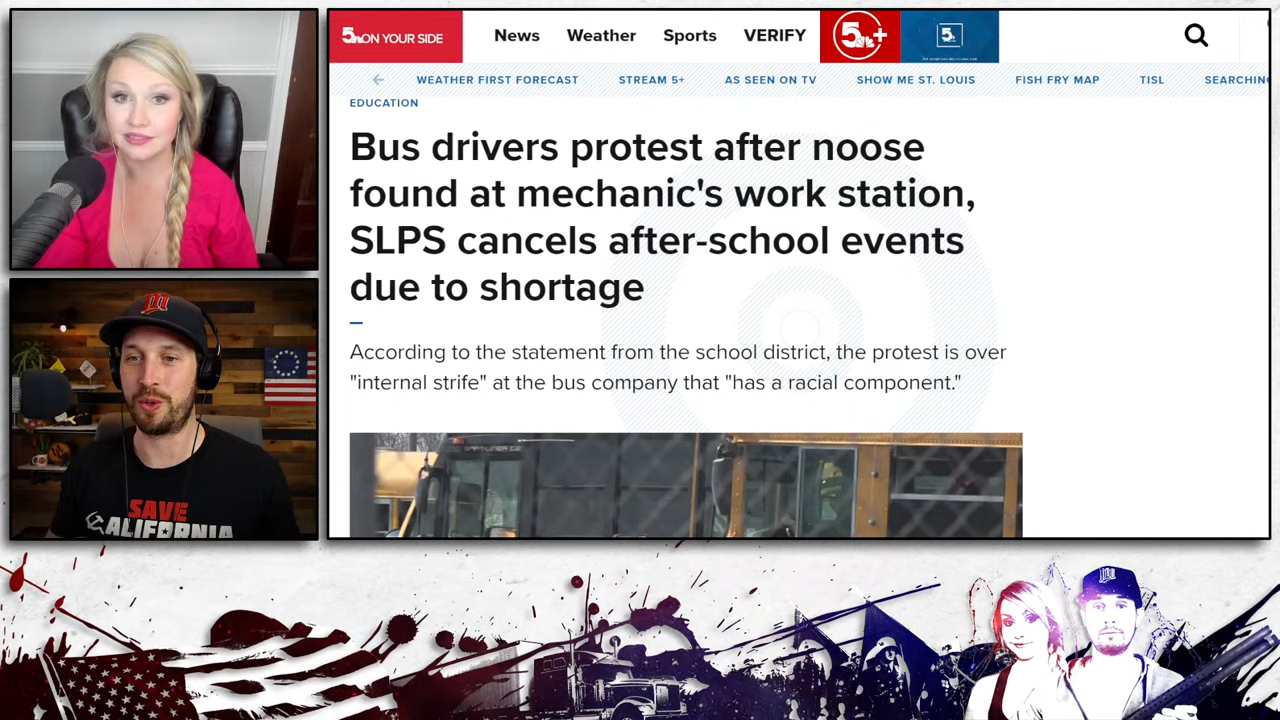 5 ON YOUR SIDE
News Weather Sports VERIFY 5+ 5
WEATHER FIRST FORECAST STREAM 5+ AS SEEN ON TV SHOW ME ST. LOUIS FISH FRY MAP TISL SEARCHING
EDUCATION
Bus drivers protest after noose
found at mechanic's work station,
SLPS cancels after-school events
due to shortage
According to the statement from the school district, the protest is over
"internal strife" at the bus company that "has a racial component."
SAVE
CALIFORNIA